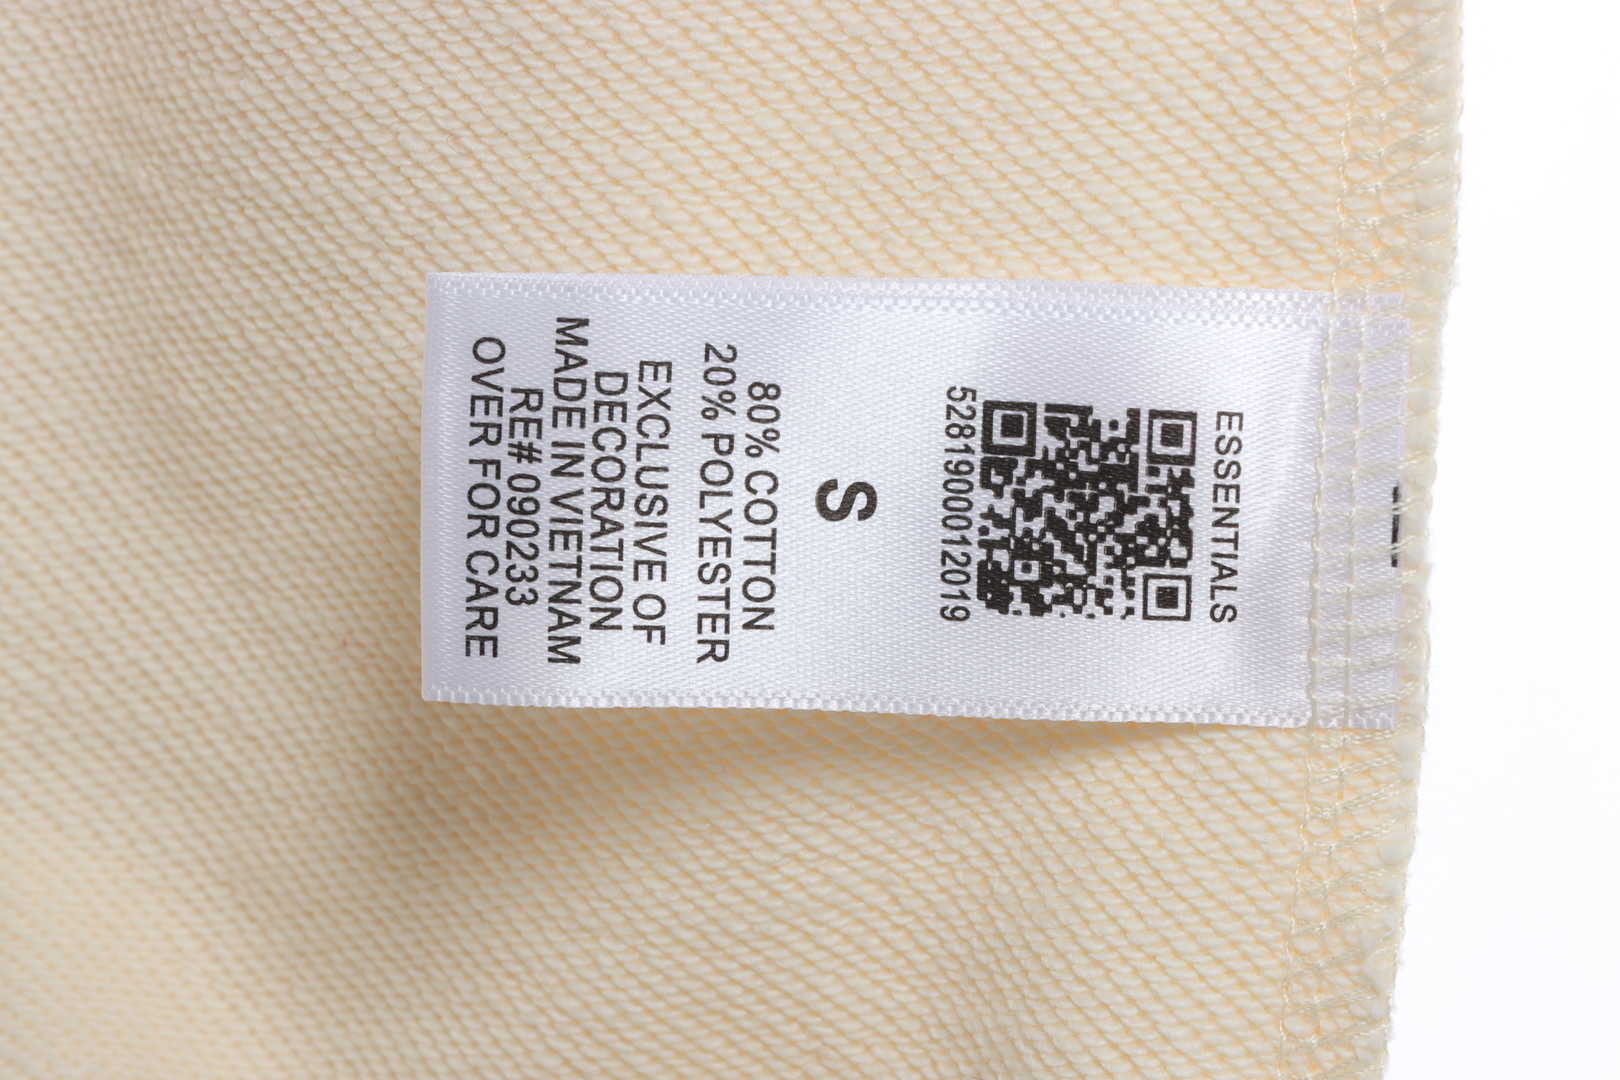 ESSENTIALS
5281900012019
S
80% COTTON
20% POLYESTER
EXCLUSIVE OF
DECORATION
MADE IN VIETNAM
RE# 090233
OVER FOR CARE